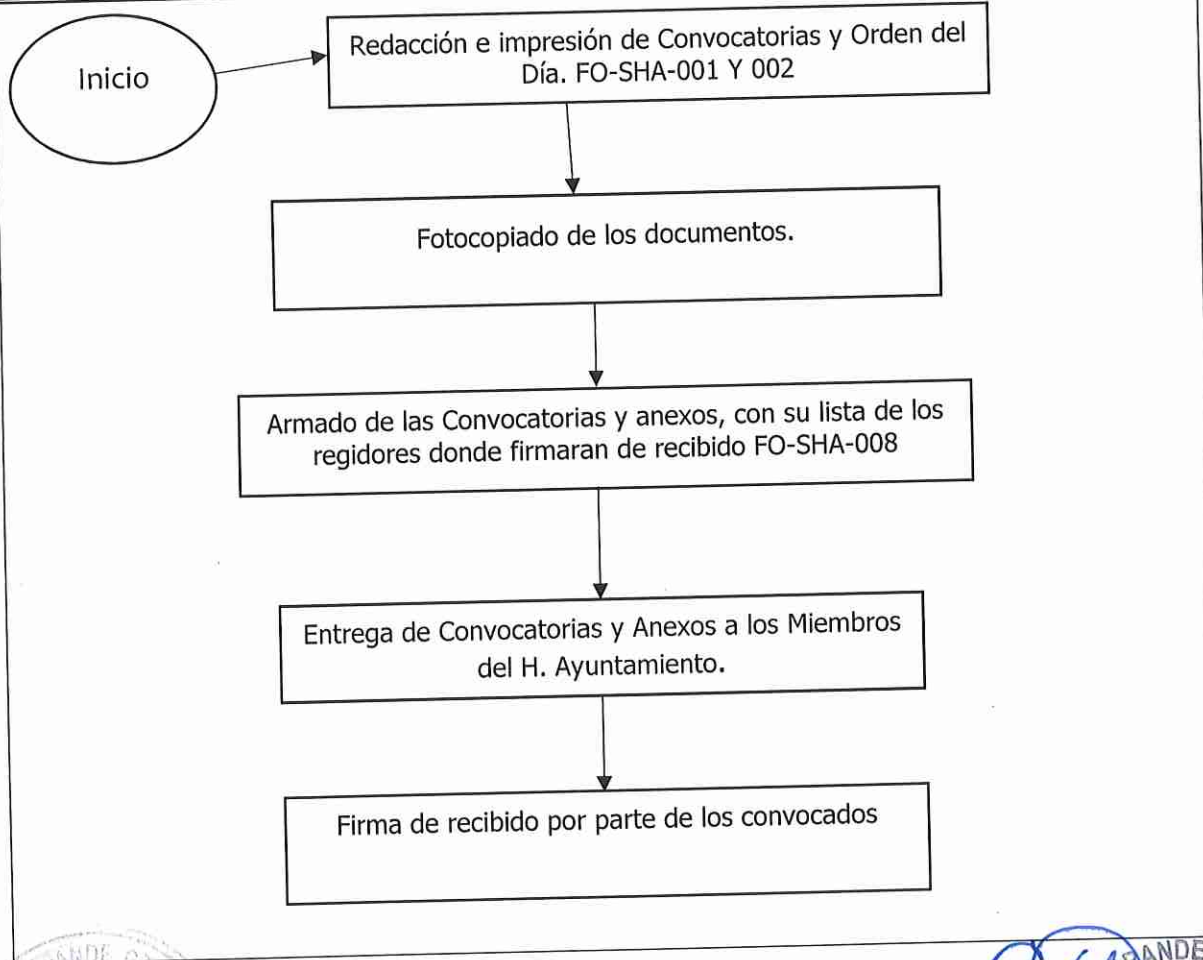 Inicio
Redacción e impresión de Convocatorias y Orden del
Día. FO-SHA-001 Y 002
Fotocopiado de los documentos.
Armado de las Convocatorias y anexos, con su lista de los
regidores donde firmaran de recibido FO-SHA-008
Entrega de Convocatorias y Anexos a los Miembros
del H. Ayuntamiento.
Firma de recibido por parte de los convocados